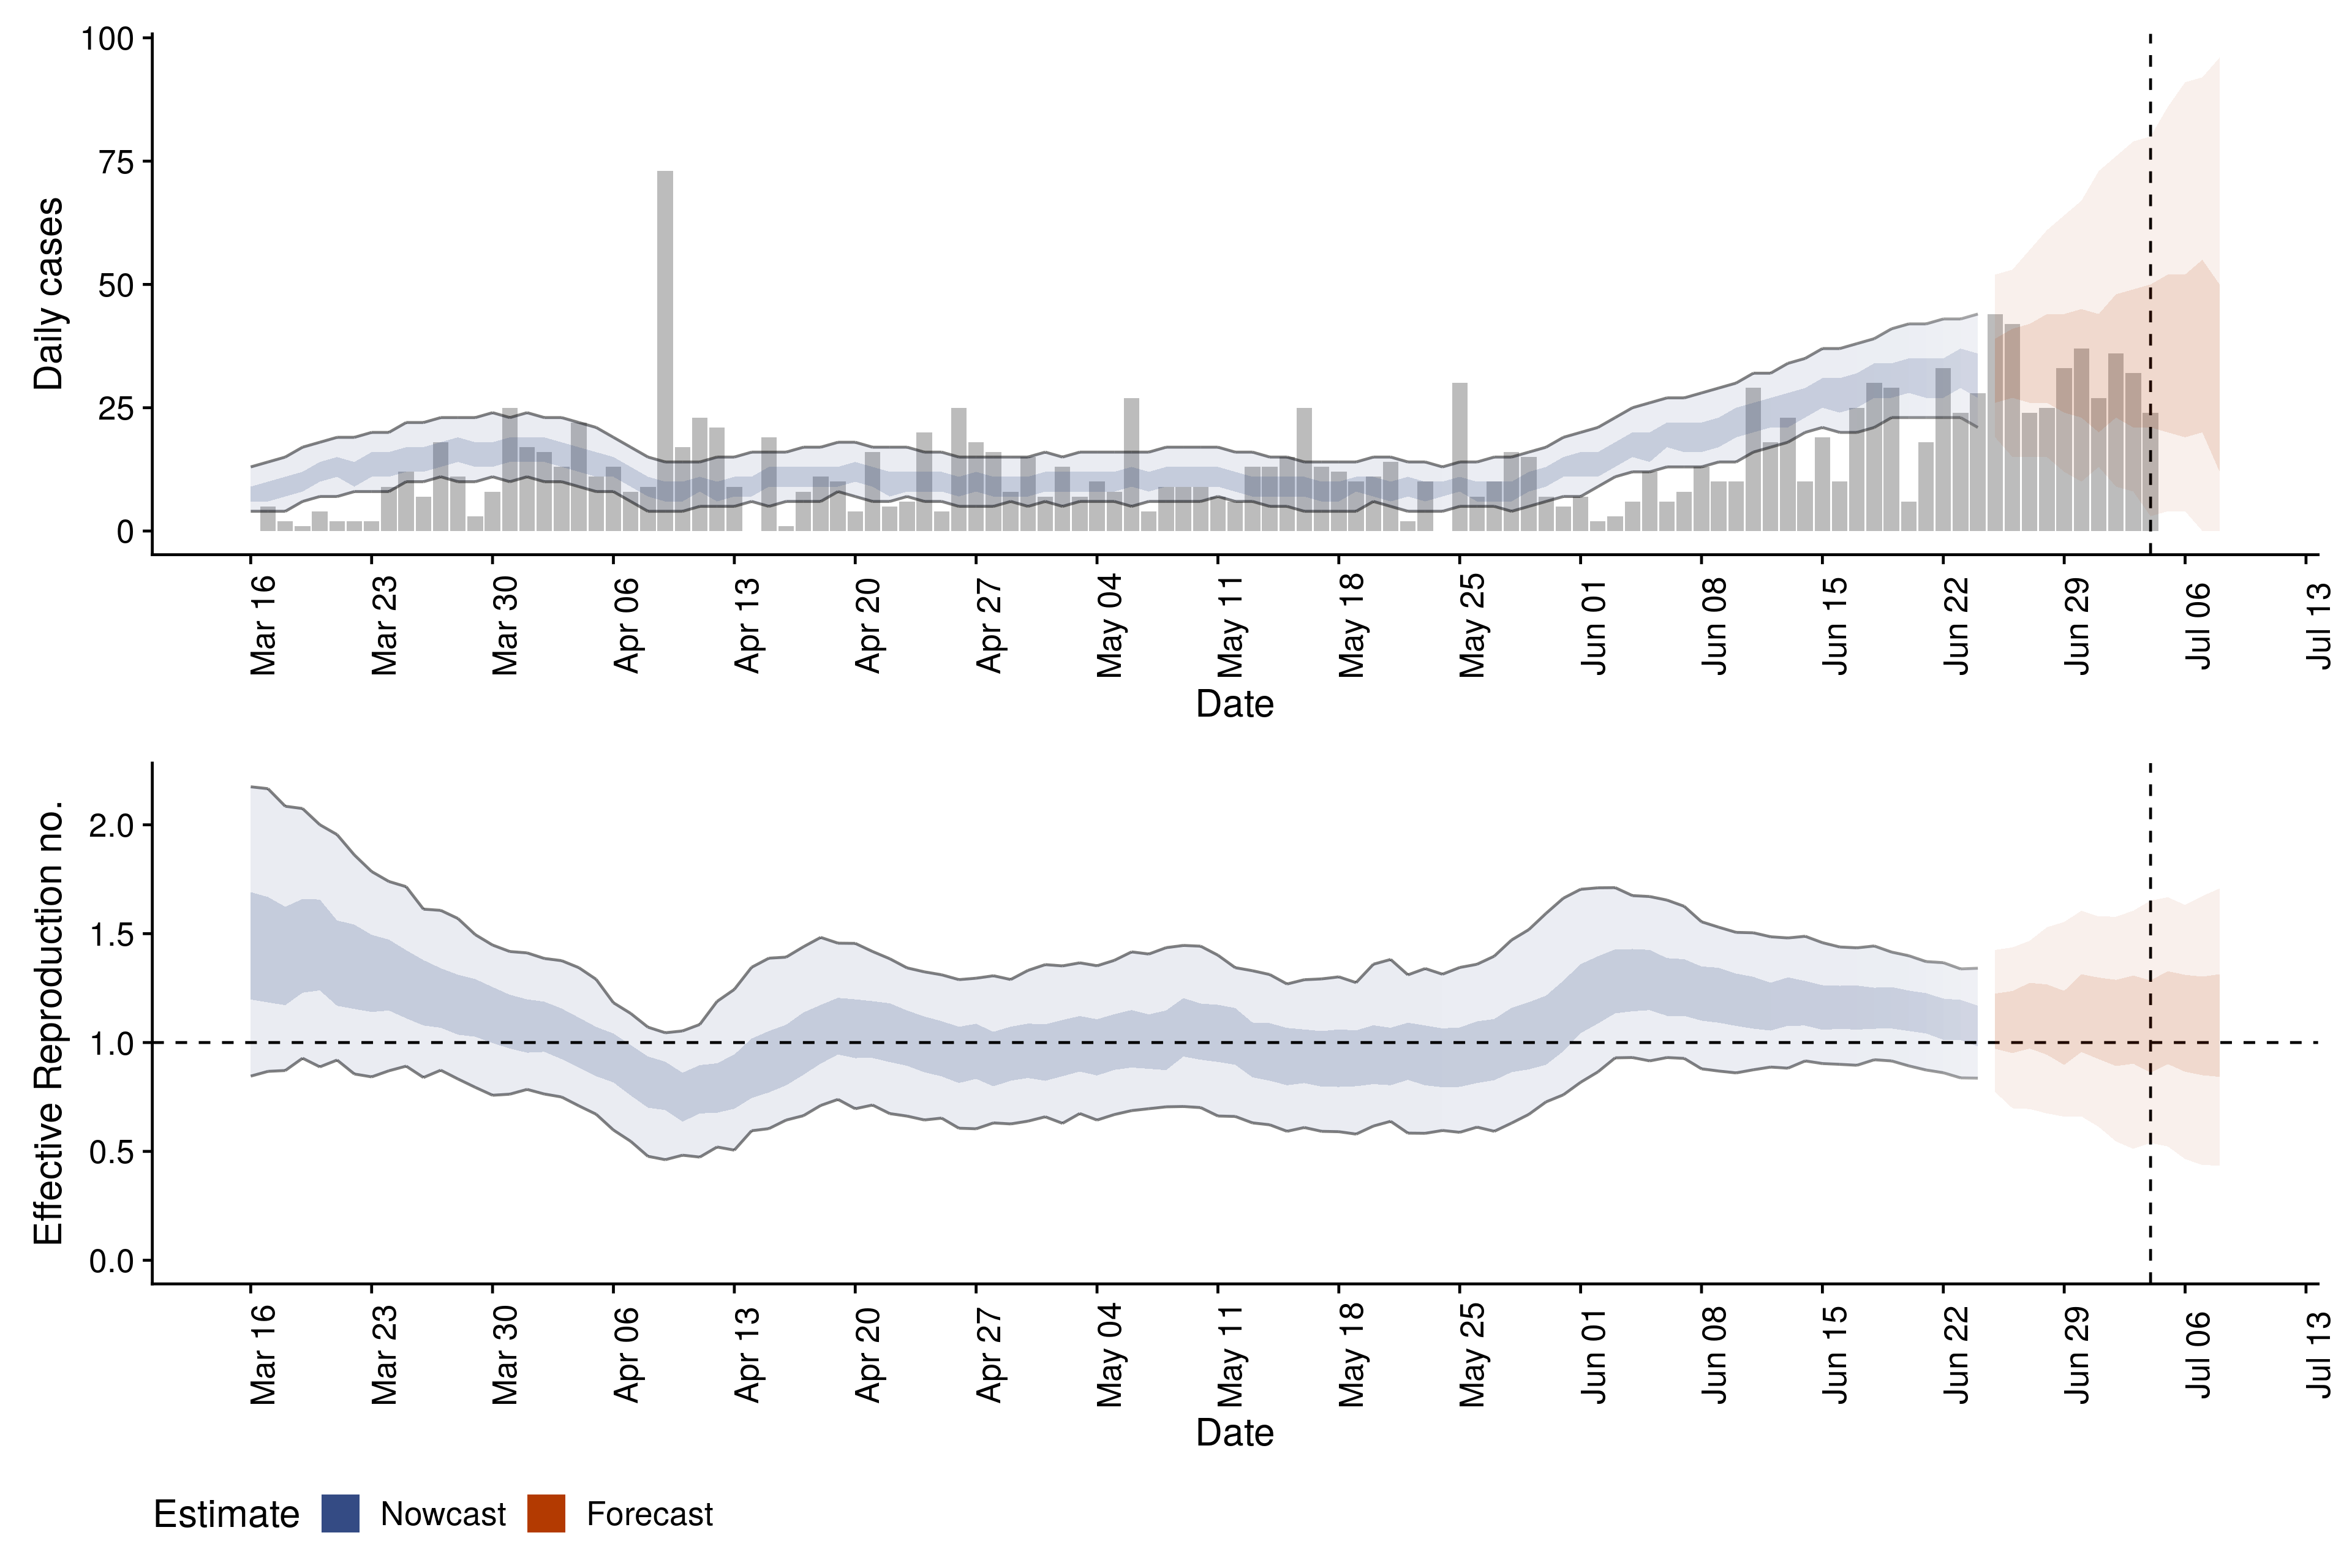 100
75
50
25
0
Daily cases
Mar 16 Mar 23 Mar 30 Apr 06 Apr 13 Apr 20 Apr 27 May 04 May 11 May 18 May 25 Jun 01 Jun 08 Jun 15 Jun 22 Jun 29 Jul 06 Jul 13
Date
2.0
1.5
1.0
0.5
0.0
Effective Reproduction no.
Mar 16 Mar 23 Mar 30 Apr 06 Apr 13 Apr 20 Apr 27 May 04 May 11 May 18 May 25 Jun 01 Jun 08 Jun 15 Jun 22 Jun 29 Jul 06 Jul 13
Date
Estimate Nowcast Forecast